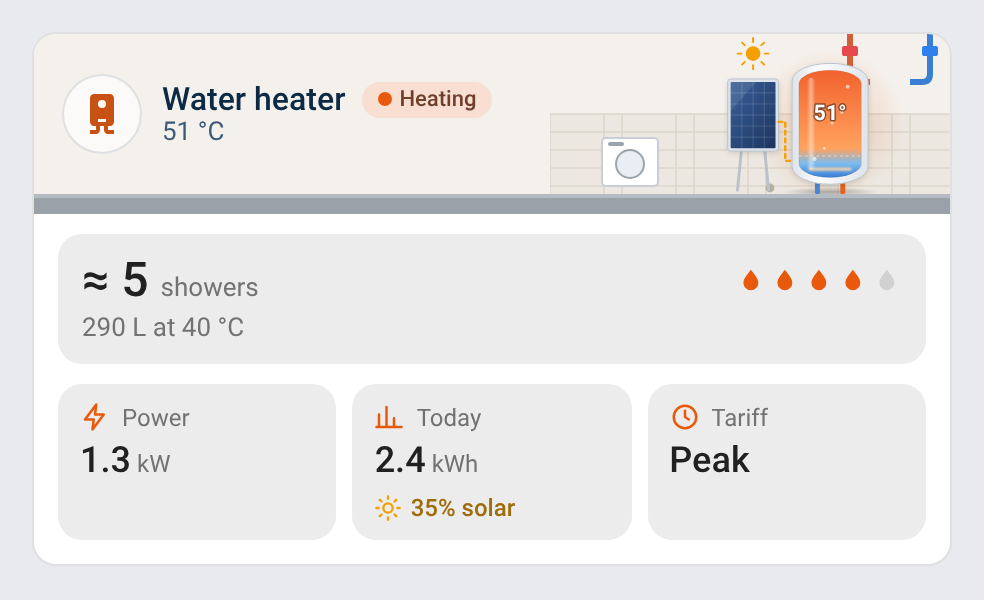 Water heater
Heating
51 °C
51°
≈ 5 showers
290 L at 40 °C
Power
1.3 kW
Today
2.4 kWh
35% solar
Tariff
Peak